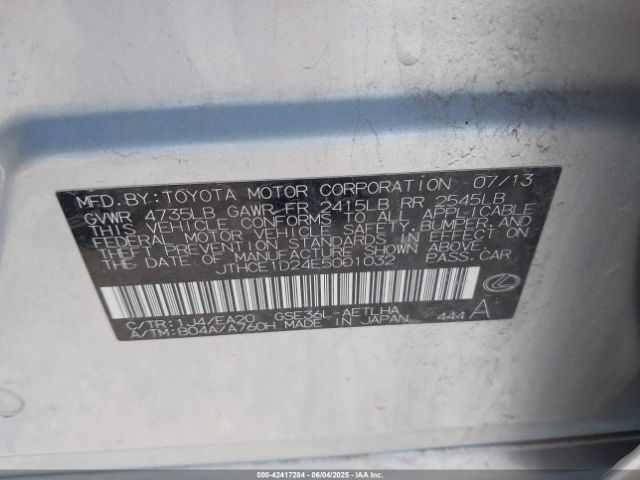 MFD.BY:TOYOTA MOTOR CORPORATION 07/13
GVWR 4735LB GAWR FR 2415LB RR 2545LB
THIS VEHICLE CONFORMS TO ALL APPLICABLE
FEDERAL MOTOR VEHICLE SAFETY, BUMPER, AND
THEFT PREVENTION STANDARDS IN EFFECT ON
THE DATE OF MANUFACTURE SHOWN ABOVE.
JTHCE1D24E5001032 PASS.CAR
C/TR:1J4/EA20 GSE36L-AETLHA
A/TM:B04A/A760H MADE IN JAPAN 444 A
000-42417284 - 06/04/2025 - IAA Inc.